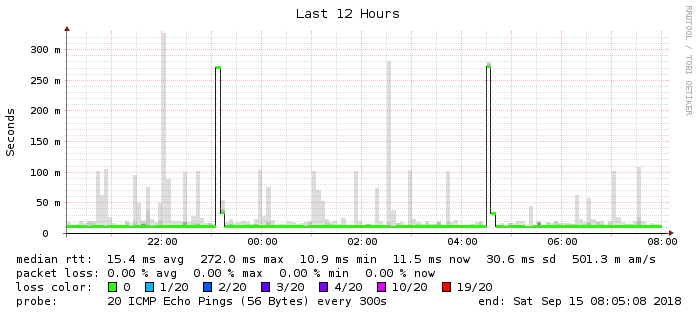 Last 12 Hours
RRDTOOL / TOBI OETIKER
Seconds
300 m
250 m
200 m
150 m
100 m
50 m
0
22:00 00:00 02:00 04:00 06:00 08:00
median rtt: 15.4 ms avg 272.0 ms max 10.9 ms min 11.5 ms now 30.6 ms sd 501.3 m am/s
packet loss: 0.00 % avg 0.00 % max 0.00 % min 0.00 % now
loss color: 0 1/20 2/20 3/20 4/20 10/20 19/20
probe: 20 ICMP Echo Pings (56 Bytes) every 300s end: Sat Sep 15 08:05:08 2018